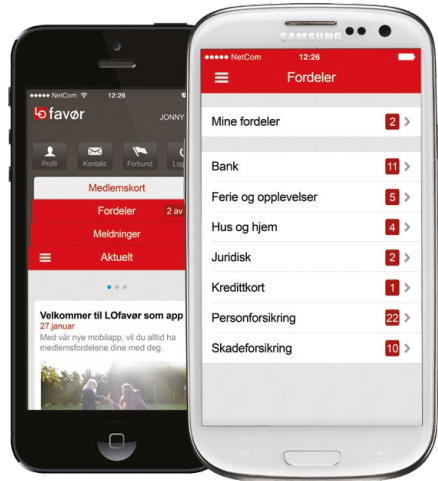 NetCom 12:26
LOfavør
JONNY
Profil Kontakt Forbund
Medlemskort
Fordeler 2 av
Meldninger
Aktuelt
Velkommer til LOfavør som app
27.januar
Med vår nye mobilapp, vil du alltid ha
medlemsfordelene dine med deg.
SAMSUNG
NetCom 12:26
Fordeler
Mine fordeler 2
Bank 11
Ferie og opplevelser 5
Hus og hjem 4
Juridisk 2
Kredittkort 1
Personforsikring 22
Skadeforsikring 10